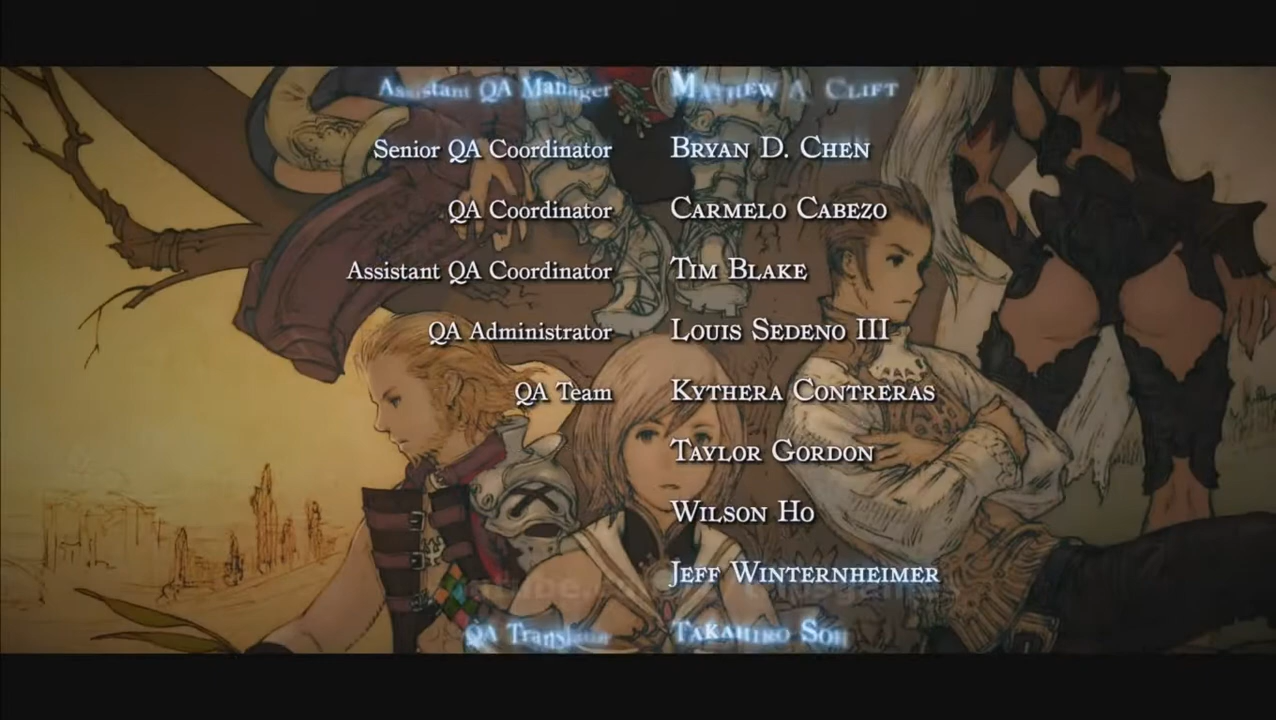 Assistant QA Manager MATHEW A. CLIFT
Senior QA Coordinator BRYAN D. CHEN
QA Coordinator CARMELO CABEZO
Assistant QA Coordinator TIM BLAKE
QA Administrator LOUIS SEDENO III
QA Team KYTHERA CONTRERAS
TAYLOR GORDON
WILSON HO
JEFF WINTERNHEIMER
QA Translator TAKAHIRO SOH